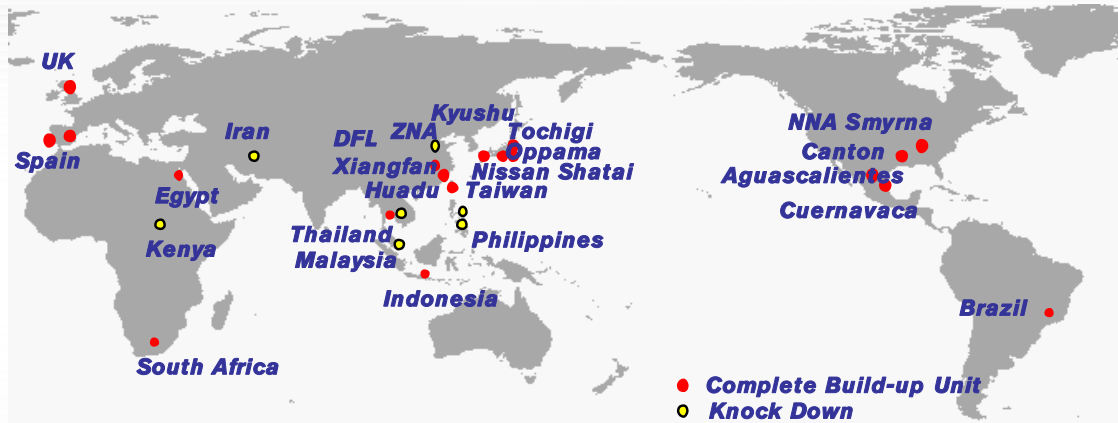 UK
Spain
Iran
Egypt
Kenya
South Africa
DFL
ZNA
Kyushu
Tochigi
Oppama
Xiangfan
Nissan Shatai
Huadu
Taiwan
Thailand
Malaysia
Philippines
Indonesia
NNA Smyrna
Canton
Aguascalientes
Cuernavaca
Brazil
Complete Build-up Unit
Knock Down